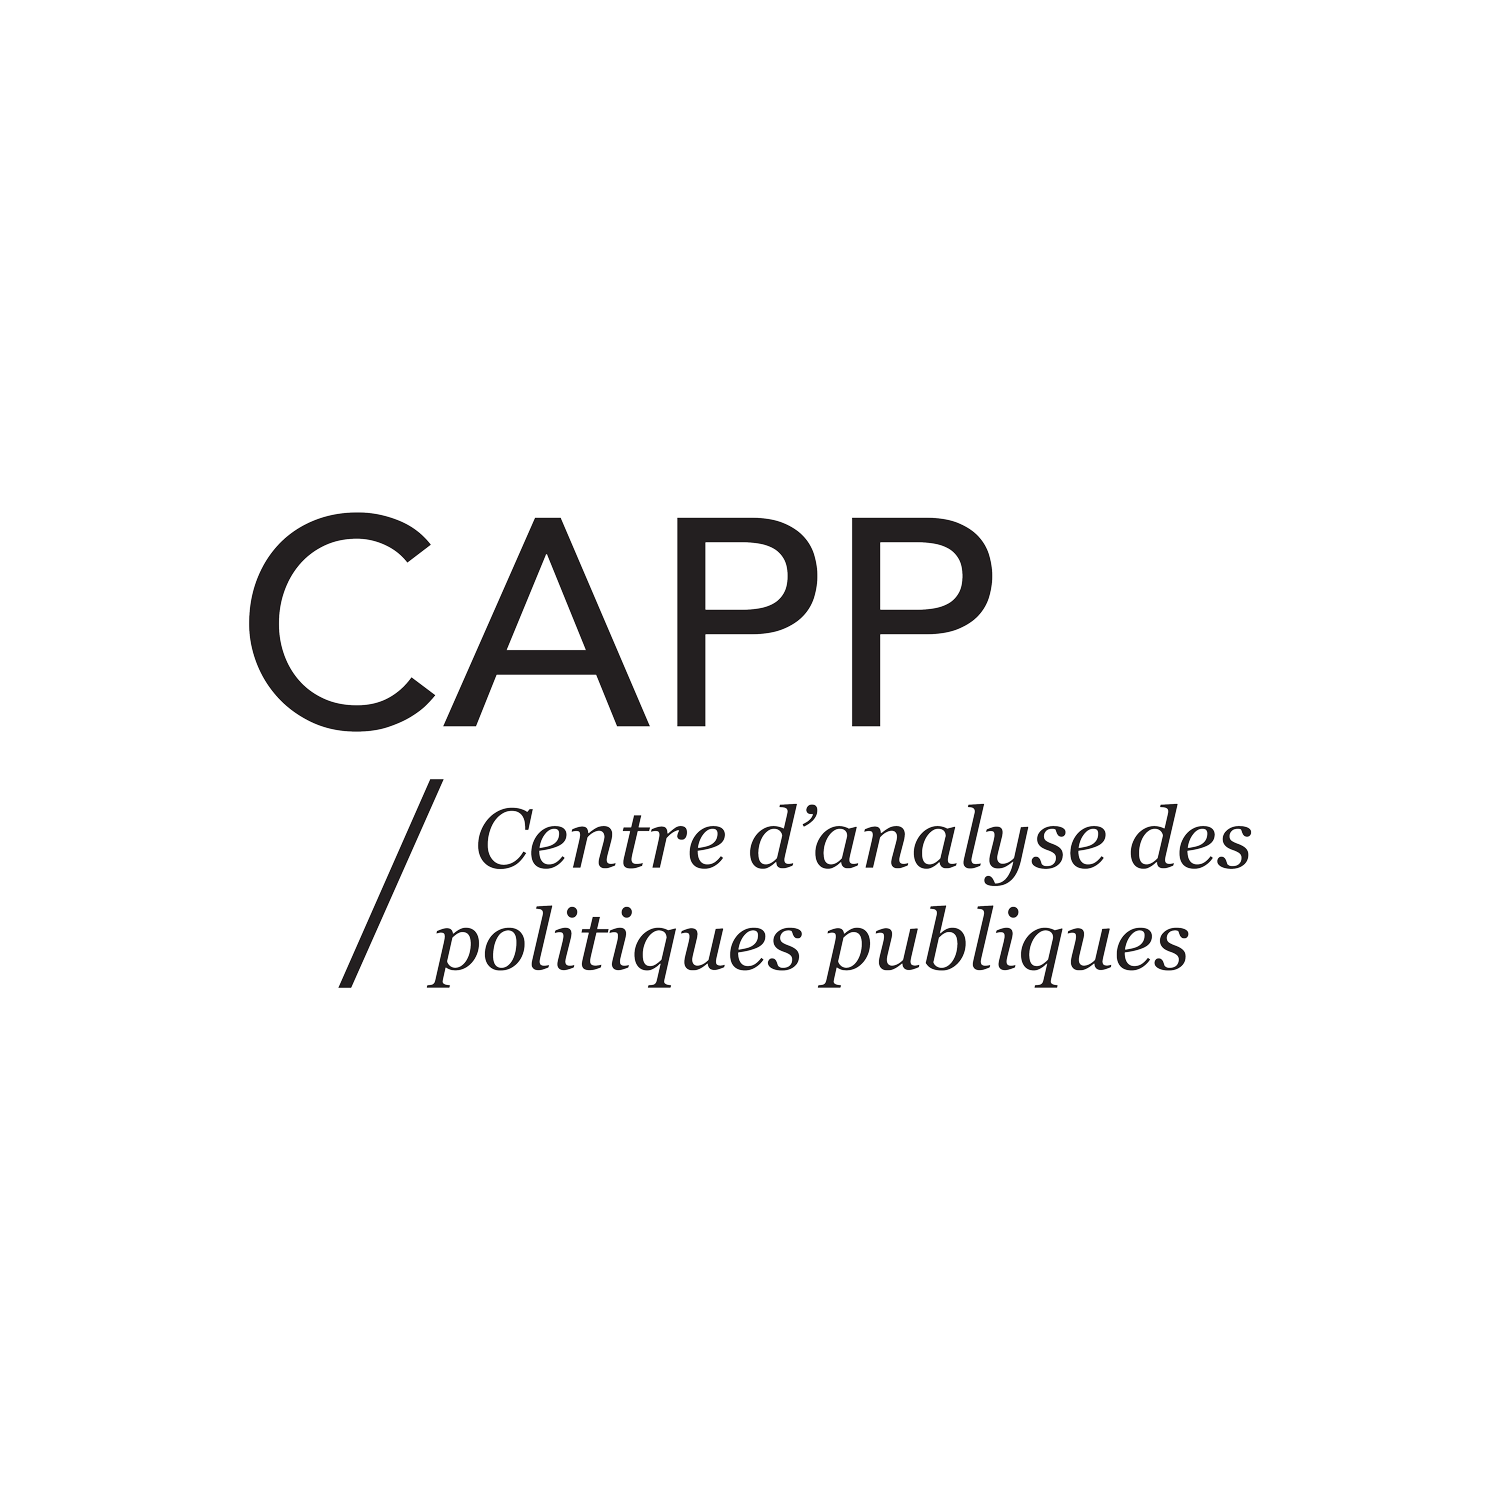 CAPP
/ Centre d’analyse des
politiques publiques